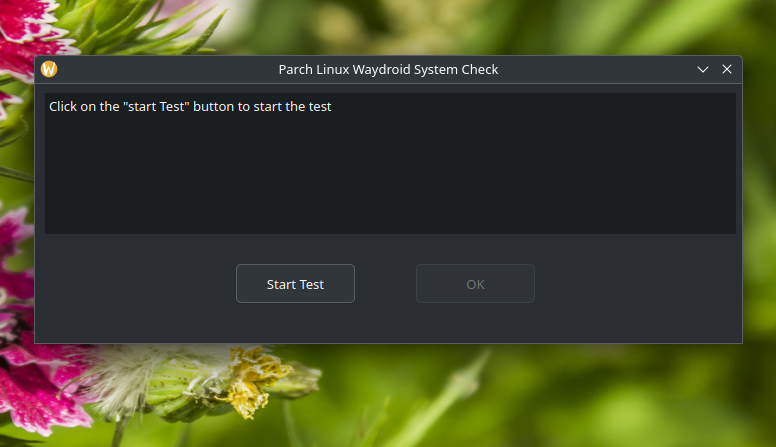 Parch Linux Waydroid System Check
Click on the "start Test" button to start the test
Start Test
OK